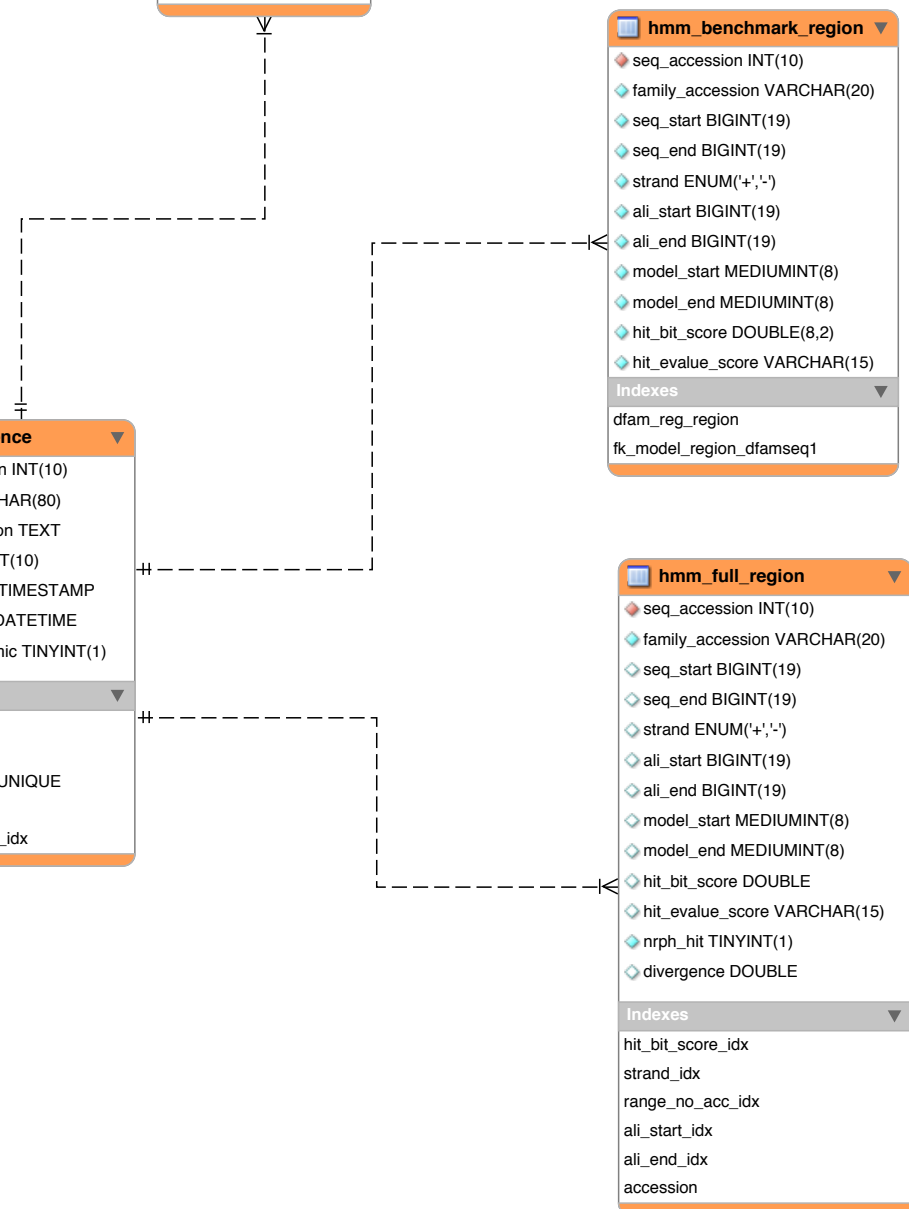 hmm_benchmark_region
seq_accession INT(10)
family_accession VARCHAR(20)
seq_start BIGINT(19)
seq_end BIGINT(19)
strand ENUM('+','-')
ali_start BIGINT(19)
ali_end BIGINT(19)
model_start MEDIUMINT(8)
model_end MEDIUMINT(8)
hit_bit_score DOUBLE(8,2)
hit_evalue_score VARCHAR(15)
Indexes
dfam_reg_region
fk_model_region_dfamseq1
nce
n INT(10)
HAR(80)
on TEXT
T(10)
TIMESTAMP
DATETIME
nic TINYINT(1)
UNIQUE
_idx
hmm_full_region
seq_accession INT(10)
family_accession VARCHAR(20)
seq_start BIGINT(19)
seq_end BIGINT(19)
strand ENUM('+','-')
ali_start BIGINT(19)
ali_end BIGINT(19)
model_start MEDIUMINT(8)
model_end MEDIUMINT(8)
hit_bit_score DOUBLE
hit_evalue_score VARCHAR(15)
nrph_hit TINYINT(1)
divergence DOUBLE
Indexes
hit_bit_score_idx
strand_idx
range_no_acc_idx
ali_start_idx
ali_end_idx
accession